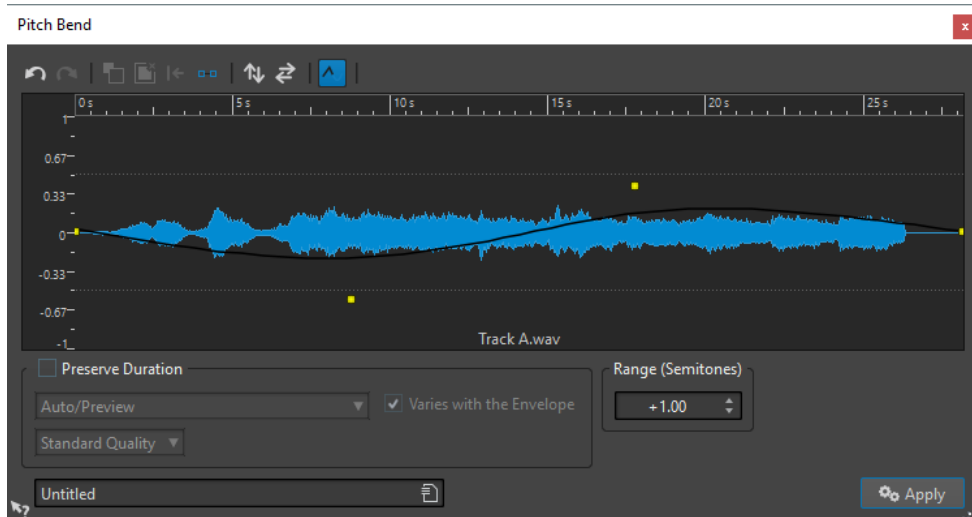 Pitch Bend
x
0 s 5 s 10 s 15 s 20 s 25 s
1
0.67
0.33
0
-0.33
-0.67
-1
Track A.wav
Preserve Duration
Range (Semitones)
Auto/Preview
Varies with the Envelope
+1.00
Standard Quality
Untitled
Apply